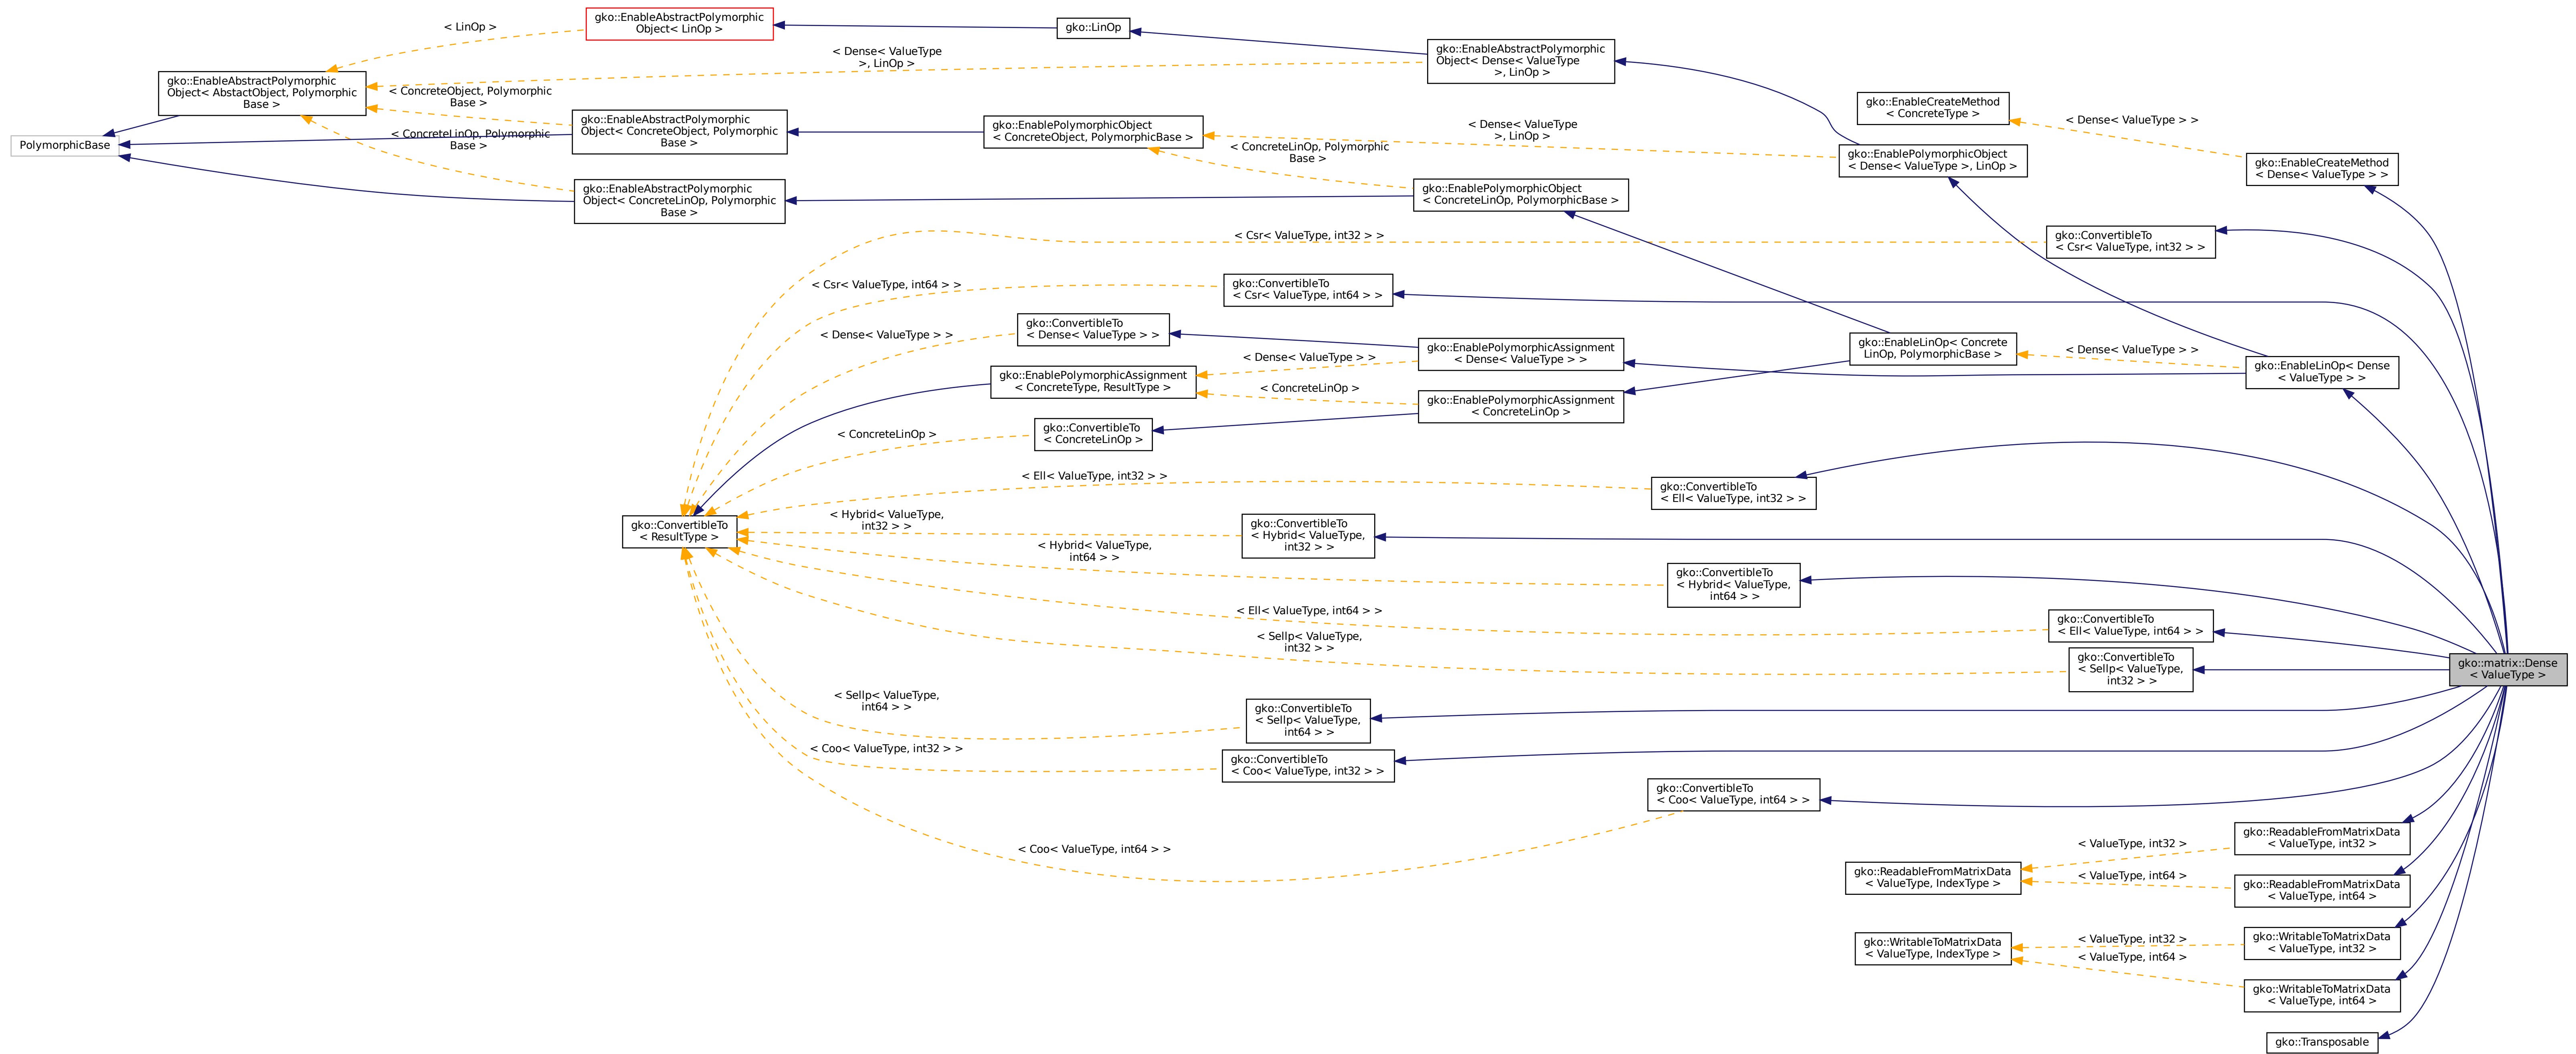 gko::EnableAbstractPolymorphic
Object< LinOp >
< LinOp >
gko::LinOp
gko::EnableAbstractPolymorphic
Object< Dense< ValueType
>, LinOp >
< Dense< ValueType
>, LinOp >
gko::EnableAbstractPolymorphic
Object< AbstactObject, Polymorphic
Base >
< ConcreteObject, Polymorphic
Base >
gko::EnableCreateMethod
< ConcreteType >
< Dense< ValueType > >
gko::EnableAbstractPolymorphic
Object< ConcreteObject, Polymorphic
Base >
gko::EnablePolymorphicObject
< ConcreteObject, PolymorphicBase >
< Dense< ValueType
>, LinOp >
< ConcreteLinOp, Polymorphic
Base >
PolymorphicBase
< ConcreteLinOp, Polymorphic
Base >
gko::EnablePolymorphicObject
< Dense< ValueType >, LinOp >
gko::EnableCreateMethod
< Dense< ValueType > >
gko::EnableAbstractPolymorphic
Object< ConcreteLinOp, Polymorphic
Base >
gko::EnablePolymorphicObject
< ConcreteLinOp, PolymorphicBase >
< Csr< ValueType, int32 > >
gko::ConvertibleTo
< Csr< ValueType, int32 > >
< Csr< ValueType, int64 > >
gko::ConvertibleTo
< Csr< ValueType, int64 > >
< Dense< ValueType > >
gko::ConvertibleTo
< Dense< ValueType > >
gko::EnablePolymorphicAssignment
< Dense< ValueType > >
< Dense< ValueType > >
gko::EnableLinOp< Concrete
LinOp, PolymorphicBase >
< Dense< ValueType > >
gko::EnableLinOp< Dense
< ValueType > >
gko::EnablePolymorphicAssignment
< ConcreteType, ResultType >
< ConcreteLinOp >
gko::EnablePolymorphicAssignment
< ConcreteLinOp >
< ConcreteLinOp >
gko::ConvertibleTo
< ConcreteLinOp >
< Ell< ValueType, int32 > >
gko::ConvertibleTo
< Ell< ValueType, int32 > >
gko::ConvertibleTo
< ResultType >
< Hybrid< ValueType,
int32 > >
gko::ConvertibleTo
< Hybrid< ValueType,
int32 > >
< Hybrid< ValueType,
int64 > >
gko::ConvertibleTo
< Hybrid< ValueType,
int64 > >
< Ell< ValueType, int64 > >
gko::ConvertibleTo
< Ell< ValueType, int64 > >
< Sellp< ValueType,
int32 > >
gko::ConvertibleTo
< Sellp< ValueType,
int32 > >
gko::matrix::Dense
< ValueType >
< Sellp< ValueType,
int64 > >
gko::ConvertibleTo
< Sellp< ValueType,
int64 > >
< Coo< ValueType, int32 > >
gko::ConvertibleTo
< Coo< ValueType, int32 > >
gko::ConvertibleTo
< Coo< ValueType, int64 > >
< Coo< ValueType, int64 > >
gko::ReadableFromMatrixData
< ValueType, int32 >
< ValueType, int32 >
gko::ReadableFromMatrixData
< ValueType, IndexType >
< ValueType, int64 >
gko::ReadableFromMatrixData
< ValueType, int64 >
gko::WritableToMatrixData
< ValueType, IndexType >
< ValueType, int32 >
gko::WritableToMatrixData
< ValueType, int32 >
< ValueType, int64 >
gko::WritableToMatrixData
< ValueType, int64 >
gko::Transposable